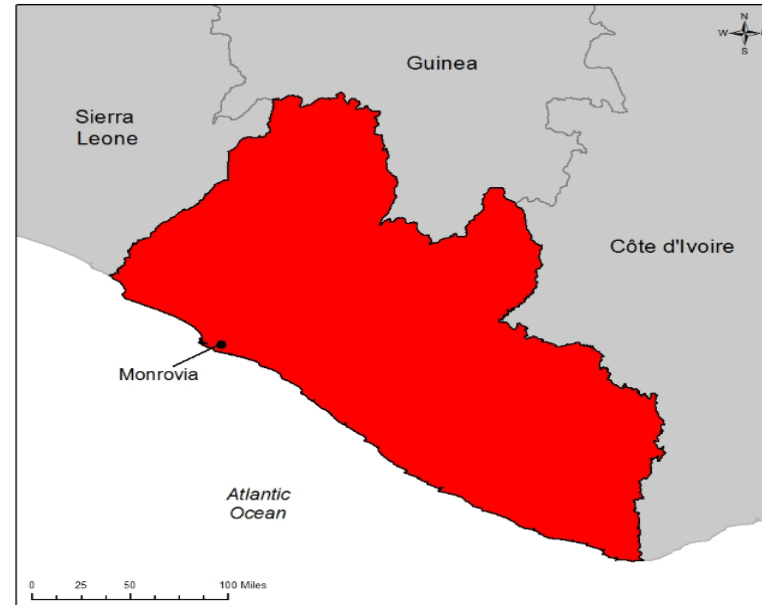 N
W
S
Guinea
Sierra
Leone
Côte d'Ivoire
Monrovia
Atlantic
Ocean
0 25 50 100 Miles